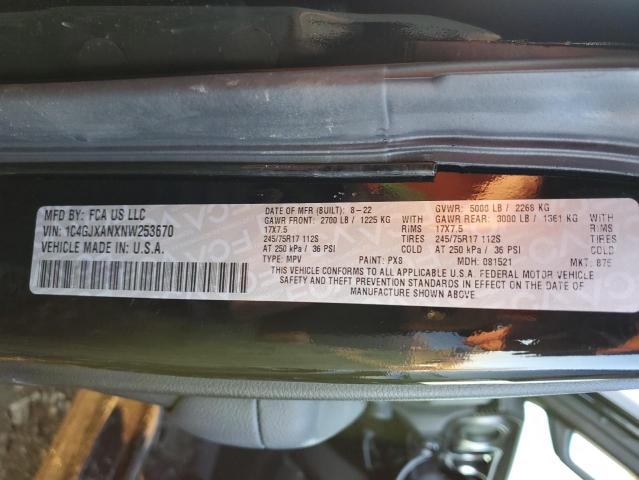 MFD BY: FCA US LLC
VIN: 1C4GJXANXNW253670
VEHICLE MADE IN U.S.A.
DATE OF MFR (BUILT): 8-22 GVWR: 5000 LB / 2268 KG
GAWR FRONT: 2700 LB / 1225 KG GAWR REAR: 3000 LB / 1361 KG
17X7.5 RIMS 17X7.5 RIMS
245/75R17 112S TIRES 245/75R17 112S TIRES
AT 250 kPa / 36 PSI COLD AT 250 kPa / 36 PSI COLD
TYPE: MPV PAINT: PX8 MDH: 081521 MKT: 875
THIS VEHICLE CONFORMS TO ALL APPLICABLE U.S.A. FEDERAL MOTOR VEHICLE
SAFETY AND THEFT PREVENTION STANDARDS IN EFFECT ON THE DATE OF
MANUFACTURE SHOWN ABOVE.